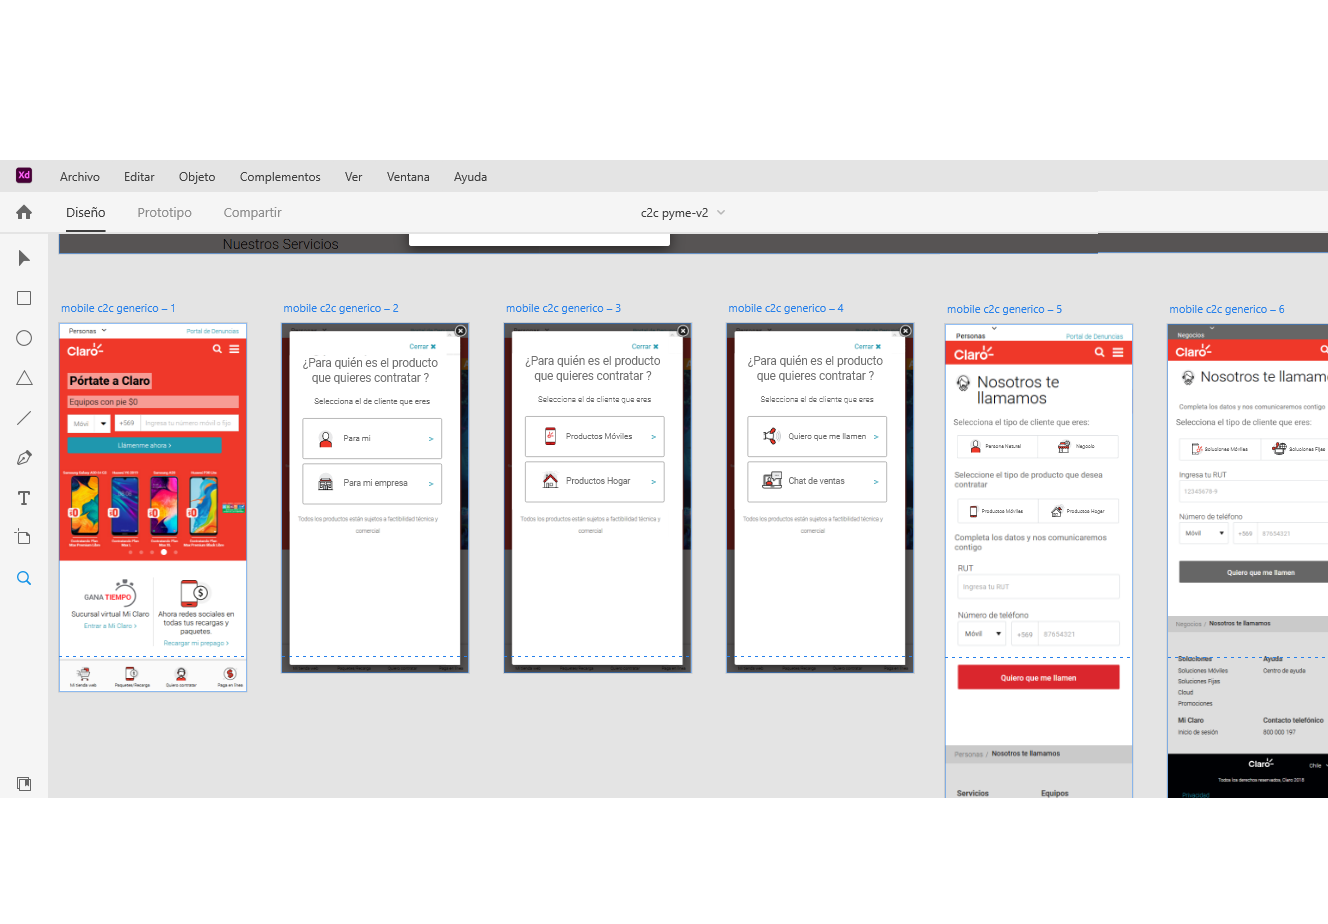 Xd
Archivo Editar Objeto Complementos Ver Ventana Ayuda
Diseño Prototipo Compartir
c2c pyme-v2
Nuestros Servicios
mobile c2c generico – 1
Personas
Portal de Denuncias
Claro
Pórtate a Claro
Equipos con pie $0
Móvi
+569
Ingresa tu número móvil o fijo
Llámenme ahora >
GANA TIEMPO
Sucursal virtual Mi Claro
Entrar a Mi Claro >
Ahora redes sociales en
todas tus recargas y
paquetes.
Recargar mi prepago >
Mi tienda web
Paquetes/Recarga
Quiero contratar
Paga en línea
mobile c2c generico – 2
Cerrar ✖
¿Para quién es el producto
que quieres contratar ?
Selecciona el de cliente que eres
Para mi >
Para mi empresa >
Todos los productos están sujetos a factibilidad técnica y
comercial
mobile c2c generico – 3
Cerrar ✖
¿Para quién es el producto
que quieres contratar ?
Selecciona el de cliente que eres
Productos Móviles >
Productos Hogar >
Todos los productos están sujetos a factibilidad técnica y
comercial
mobile c2c generico – 4
Cerrar ✖
¿Para quién es el producto
que quieres contratar ?
Selecciona el de cliente que eres
Quiero que me llamen >
Chat de ventas >
Todos los productos están sujetos a factibilidad técnica y
comercial
mobile c2c generico – 5
Personas
Portal de Denuncias
Claro
Nosotros te
llamamos
Selecciona el tipo de cliente que eres:
Persona Natural
Negocio
Seleccione el tipo de producto que desea
contratar
Productos Móviles
Productos Hogar
Completa los datos y nos comunicaremos
contigo
RUT
Ingresa tu RUT
Número de teléfono
Móvil
+569
87654321
Quiero que me llamen
Personas / Nosotros te llamamos
Servicios
Equipos
mobile c2c generico – 6
Negocios
Claro
Nosotros te llamam
Completa los datos y nos comunicaremos contigo
Selecciona el tipo de cliente que eres:
Soluciones Móviles
Soluciones Fijas
Ingresa tu RUT
12345678-9
Número de teléfono
Móvil
+569
87654321
Quiero que me llamen
Negocios / Nosotros te llamamos
Soluciones
Ayuda
Soluciones Móviles
Centro de ayuda
Soluciones Fijas
Cloud
Promociones
Mi Claro
Contacto telefónico
Inicio de sesión
800 000 197
Claro
Chile
Todos los derechos reservados, Claro 2018
Privacidad